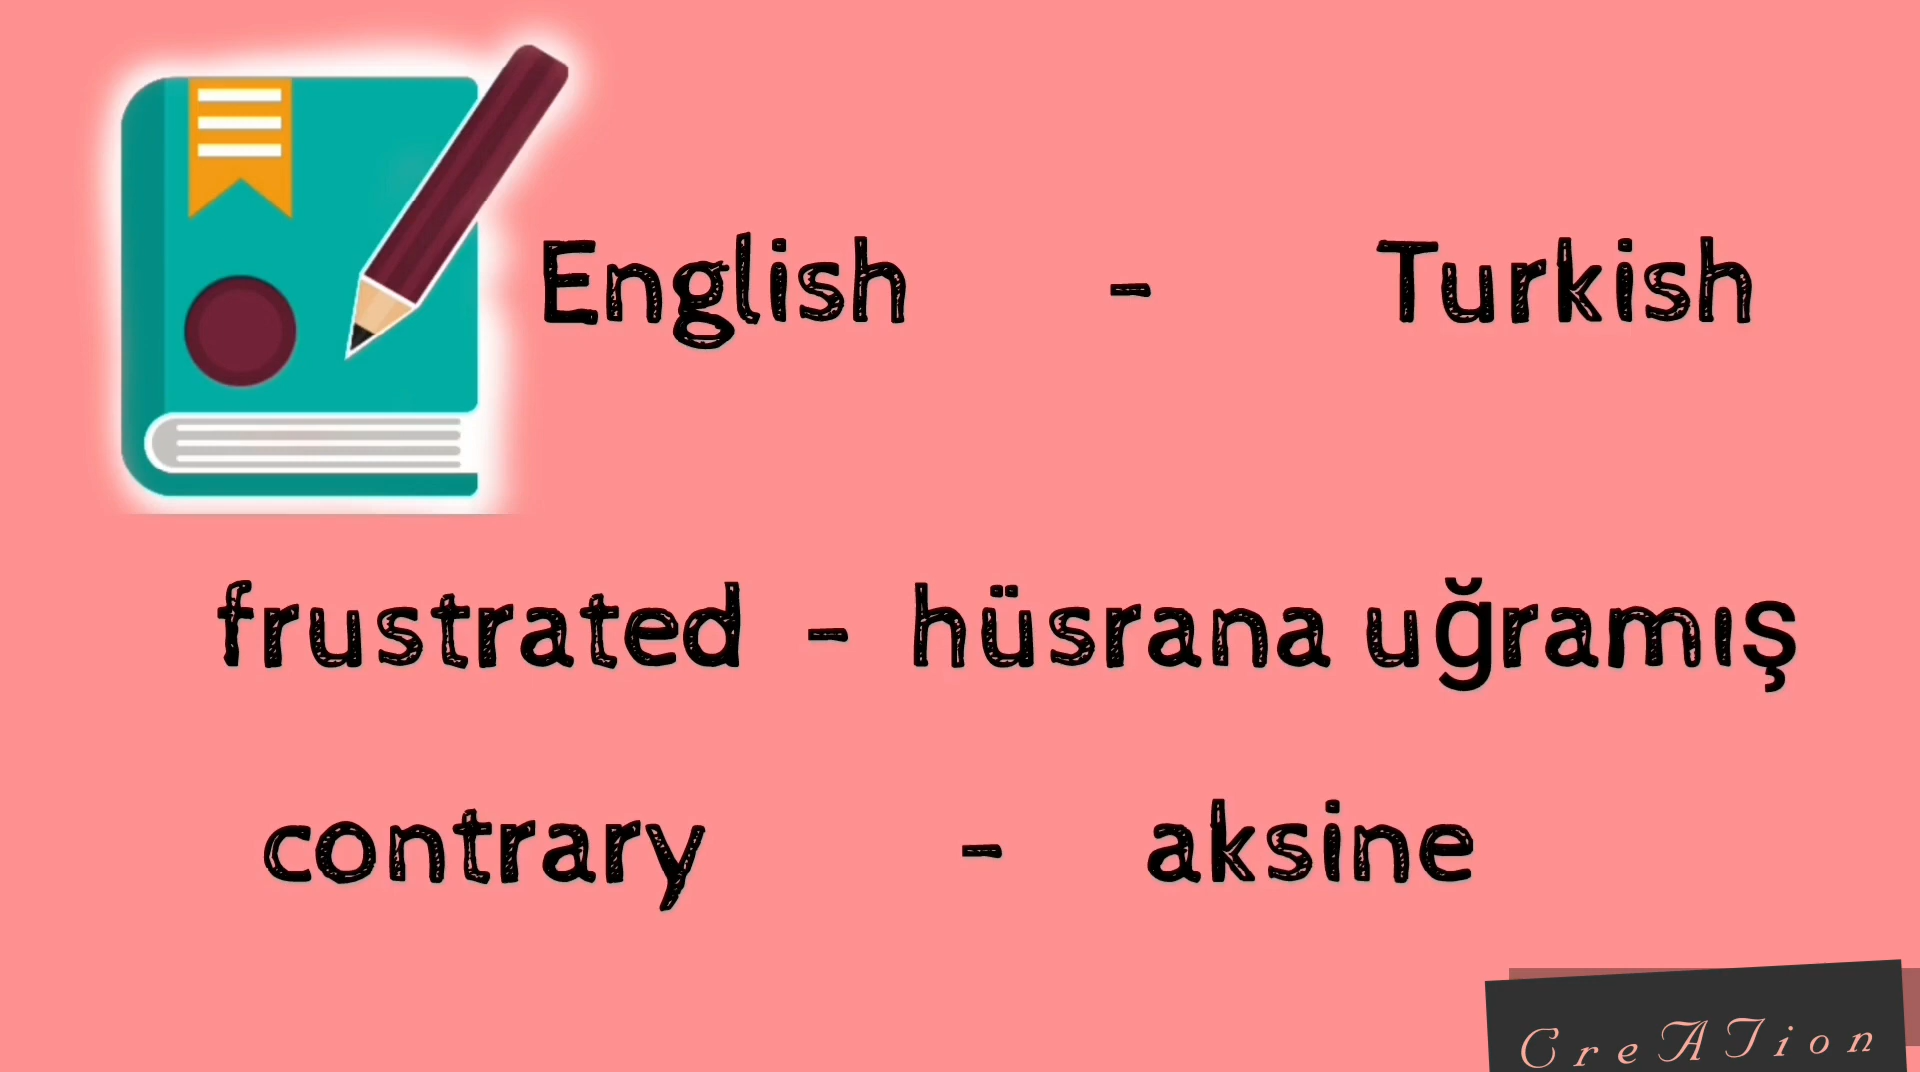 English - Turkish
frustrated - hüsrana uğramış
contrary - aksine
CreATion